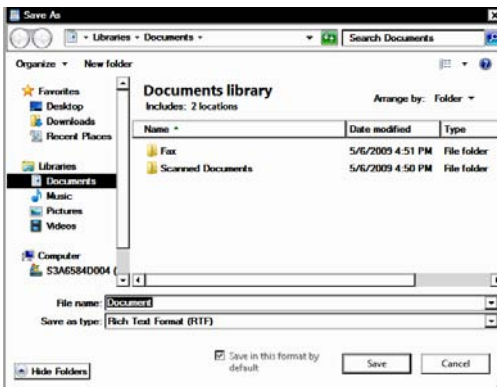 Save As
Libraries Documents
Search Documents
Organize New folder
Favorites
Desktop
Downloads
Recent Places
Libraries
Documents
Music
Pictures
Videos
Computer
S3A6584D004 (
Documents library
Includes: 2 locations
Arrange by: Folder
Name Date modified Type
Fax 5/6/2009 4:51 PM File folder
Scanned Documents 5/6/2009 4:50 PM File folder
File name: Document
Save as type: Rich Text Format (RTF)
Hide Folders
Save in this format by
default
Save Cancel